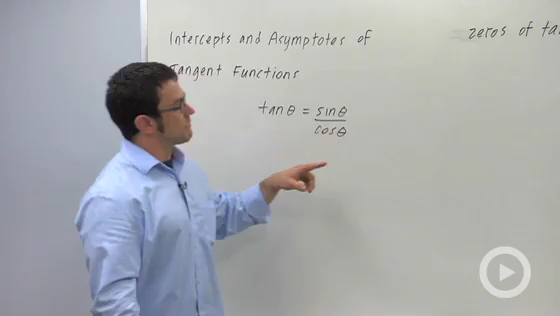 Intercepts and Asymptotes of
Tangent Functions
tanθ = sinθ
cosθ
zeros of ta